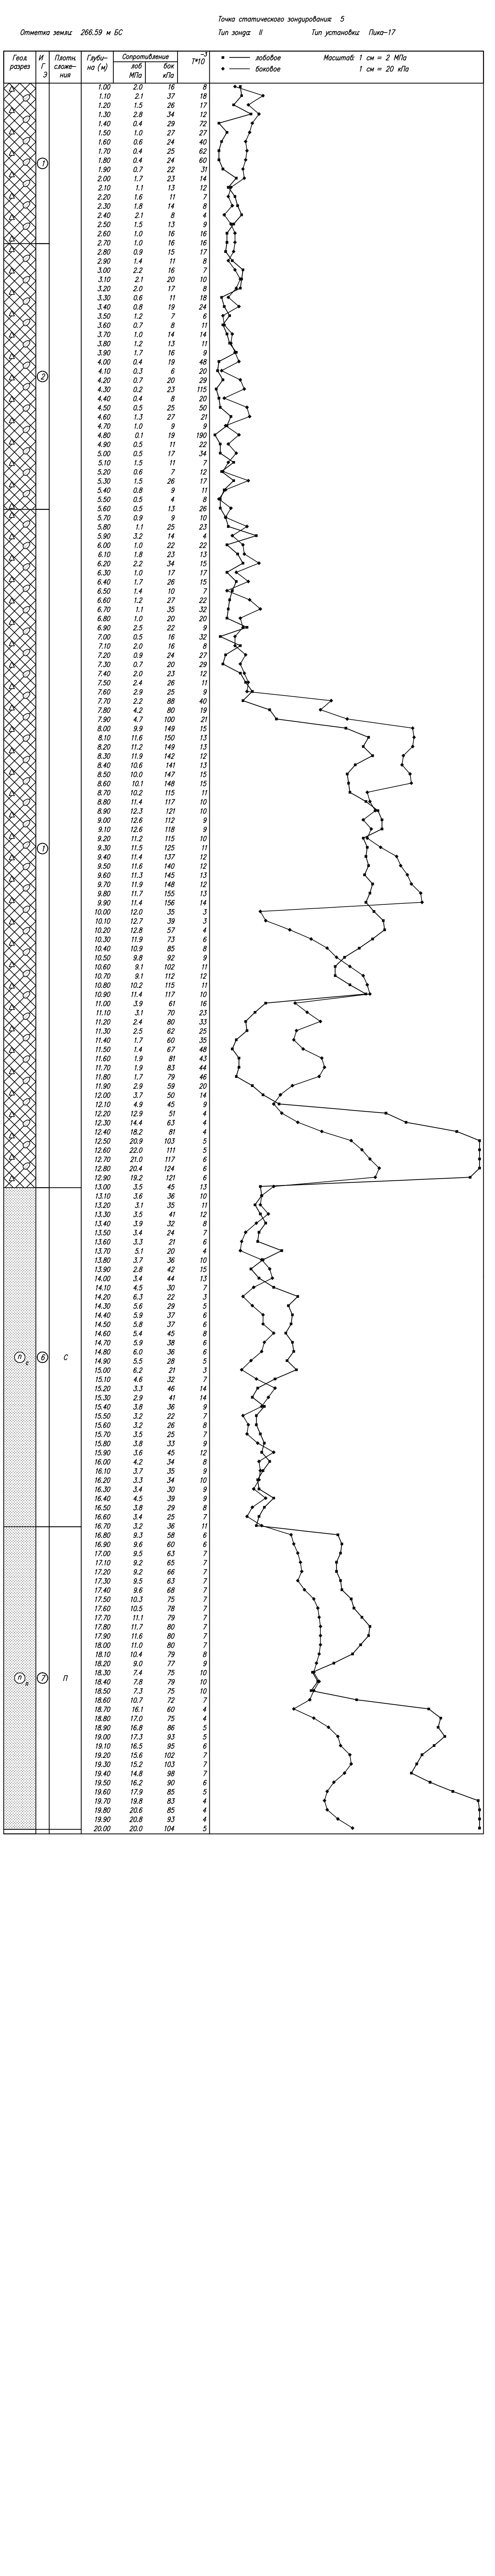 Точка статического зондирования: 5
Отметка земли: 266.59 м БС Тип зонда: II Тип установки: Пика-17
Геол. разрез И Г Э Плотн. сложе- ния Глуби- на (м) Сопротивление лоб МПа бок кПа T*10 -3
лобовое Масштаб: 1 см = 2 МПа
боковое 1 см = 20 кПа
1.00 2.0 16 8
1.10 2.1 37 18
1.20 1.5 26 17
1.30 2.8 34 12
1.40 0.4 29 72
1.50 1.0 27 27
1.60 0.6 24 40
1.70 0.4 25 62
1.80 0.4 24 60
1
1.90 0.7 22 31
2.00 1.7 23 14
2.10 1.1 13 12
2.20 1.6 11 7
2.30 1.8 14 8
2.40 2.1 8 4
2.50 1.5 13 9
2.60 1.0 16 16
2.70 1.0 16 16
2.80 0.9 15 17
2.90 1.4 11 8
3.00 2.2 16 7
3.10 2.1 20 10
3.20 2.0 17 8
3.30 0.6 11 18
3.40 0.8 19 24
3.50 1.2 7 6
3.60 0.7 8 11
3.70 1.0 14 14
3.80 1.2 13 11
3.90 1.7 16 9
4.00 0.4 19 48
4.10 0.3 6 20
2
4.20 0.7 20 29
4.30 0.2 23 115
4.40 0.4 8 20
4.50 0.5 25 50
4.60 1.3 27 21
4.70 1.0 9 9
4.80 0.1 19 190
4.90 0.5 11 22
5.00 0.5 17 34
5.10 1.5 11 7
5.20 0.6 7 12
5.30 1.5 26 17
5.40 0.8 9 11
5.50 0.5 4 8
5.60 0.5 13 26
5.70 0.9 9 10
5.80 1.1 25 23
5.90 3.2 14 4
6.00 1.0 22 22
6.10 1.8 23 13
6.20 2.2 34 15
6.30 1.0 17 17
6.40 1.7 26 15
6.50 1.4 10 7
6.60 1.2 27 22
6.70 1.1 35 32
6.80 1.0 20 20
6.90 2.5 22 9
7.00 0.5 16 32
7.10 2.0 16 8
7.20 0.9 24 27
7.30 0.7 20 29
7.40 2.0 23 12
7.50 2.4 26 11
7.60 2.9 25 9
7.70 2.2 88 40
7.80 4.2 80 19
7.90 4.7 100 21
8.00 9.9 149 15
8.10 11.6 150 13
8.20 11.2 149 13
8.30 11.9 142 12
8.40 10.6 141 13
8.50 10.0 147 15
8.60 10.1 148 15
8.70 10.2 115 11
8.80 11.4 117 10
8.90 12.3 121 10
9.00 12.6 112 9
9.10 12.6 118 9
9.20 11.2 115 10
9.30 11.5 125 11
1
9.40 11.4 137 12
9.50 11.6 140 12
9.60 11.3 145 13
9.70 11.9 148 12
9.80 11.7 155 13
9.90 11.4 156 14
10.00 12.0 35 3
10.10 12.7 39 3
10.20 12.8 57 4
10.30 11.9 73 6
10.40 10.9 85 8
10.50 9.8 92 9
10.60 9.1 102 11
10.70 9.1 112 12
10.80 10.2 115 11
10.90 11.4 117 10
11.00 3.9 61 16
11.10 3.1 70 23
11.20 2.4 80 33
11.30 2.5 62 25
11.40 1.7 60 35
11.50 1.4 67 48
11.60 1.9 81 43
11.70 1.9 83 44
11.80 1.7 79 46
11.90 2.9 59 20
12.00 3.7 50 14
12.10 4.9 45 9
12.20 12.9 51 4
12.30 14.4 63 4
12.40 18.2 81 4
12.50 20.9 103 5
12.60 22.0 111 5
12.70 21.0 117 6
12.80 20.4 124 6
12.90 19.2 121 6
13.00 3.5 45 13
13.10 3.6 36 10
13.20 3.1 35 11
13.30 3.5 41 12
13.40 3.9 32 8
13.50 3.4 24 7
13.60 3.3 21 6
13.70 5.1 20 4
13.80 3.7 36 10
13.90 2.8 42 15
14.00 3.4 44 13
14.10 4.5 30 7
14.20 6.3 22 3
14.30 5.6 29 5
14.40 5.9 37 6
14.50 5.8 37 6
14.60 5.4 45 8
14.70 5.9 38 6
14.80 6.0 36 6
п с 6 С
14.90 5.5 28 5
15.00 6.2 21 3
15.10 4.6 32 7
15.20 3.3 46 14
15.30 2.9 41 14
15.40 3.8 36 9
15.50 3.2 22 7
15.60 3.2 26 8
15.70 3.5 25 7
15.80 3.8 33 9
15.90 3.6 45 12
16.00 4.2 34 8
16.10 3.7 35 9
16.20 3.3 34 10
16.30 3.4 30 9
16.40 4.5 39 9
16.50 3.8 29 8
16.60 3.4 25 7
16.70 3.2 36 11
16.80 9.3 58 6
16.90 9.6 60 6
17.00 9.5 63 7
17.10 9.2 65 7
17.20 9.2 66 7
17.30 9.5 63 7
17.40 9.6 68 7
17.50 10.3 75 7
17.60 10.5 78 7
17.70 11.1 79 7
17.80 11.7 80 7
17.90 11.6 80 7
18.00 11.0 80 7
18.10 10.4 79 8
18.20 9.0 77 9
18.30 7.4 75 10
п п 7 П
18.40 7.8 79 10
18.50 7.3 75 10
18.60 10.7 72 7
18.70 16.1 60 4
18.80 17.0 75 4
18.90 16.8 86 5
19.00 17.3 93 5
19.10 16.5 95 6
19.20 15.6 102 7
19.30 15.2 103 7
19.40 14.8 98 7
19.50 16.2 90 6
19.60 17.9 85 5
19.70 19.8 83 4
19.80 20.6 85 4
19.90 20.8 93 4
20.00 20.0 104 5